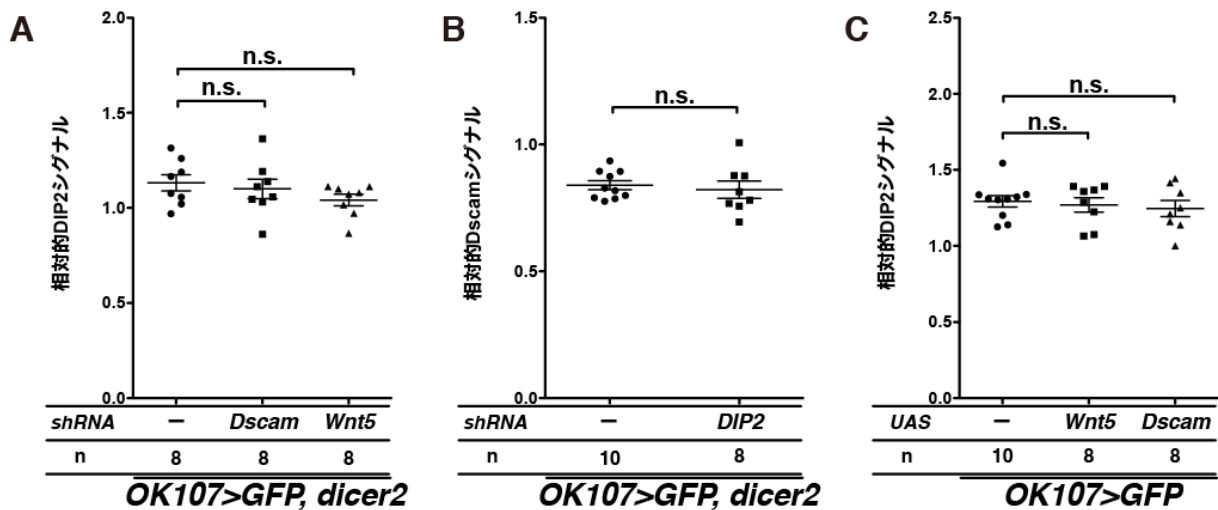 A
相対的DIP2シグナル
2.0
1.5
1.0
0.5
0.0
n.s.
n.s.
shRNA – Dscam Wnt5
n 8 8 8
OK107>GFP, dicer2
B
相対的Dscamシグナル
1.5
1.0
0.5
0.0
n.s.
shRNA – DIP2
n 10 8
OK107>GFP, dicer2
C
相対的DIP2シグナル
2.5
2.0
1.5
1.0
0.5
0.0
n.s.
n.s.
UAS – Wnt5 Dscam
n 10 8 8
OK107>GFP